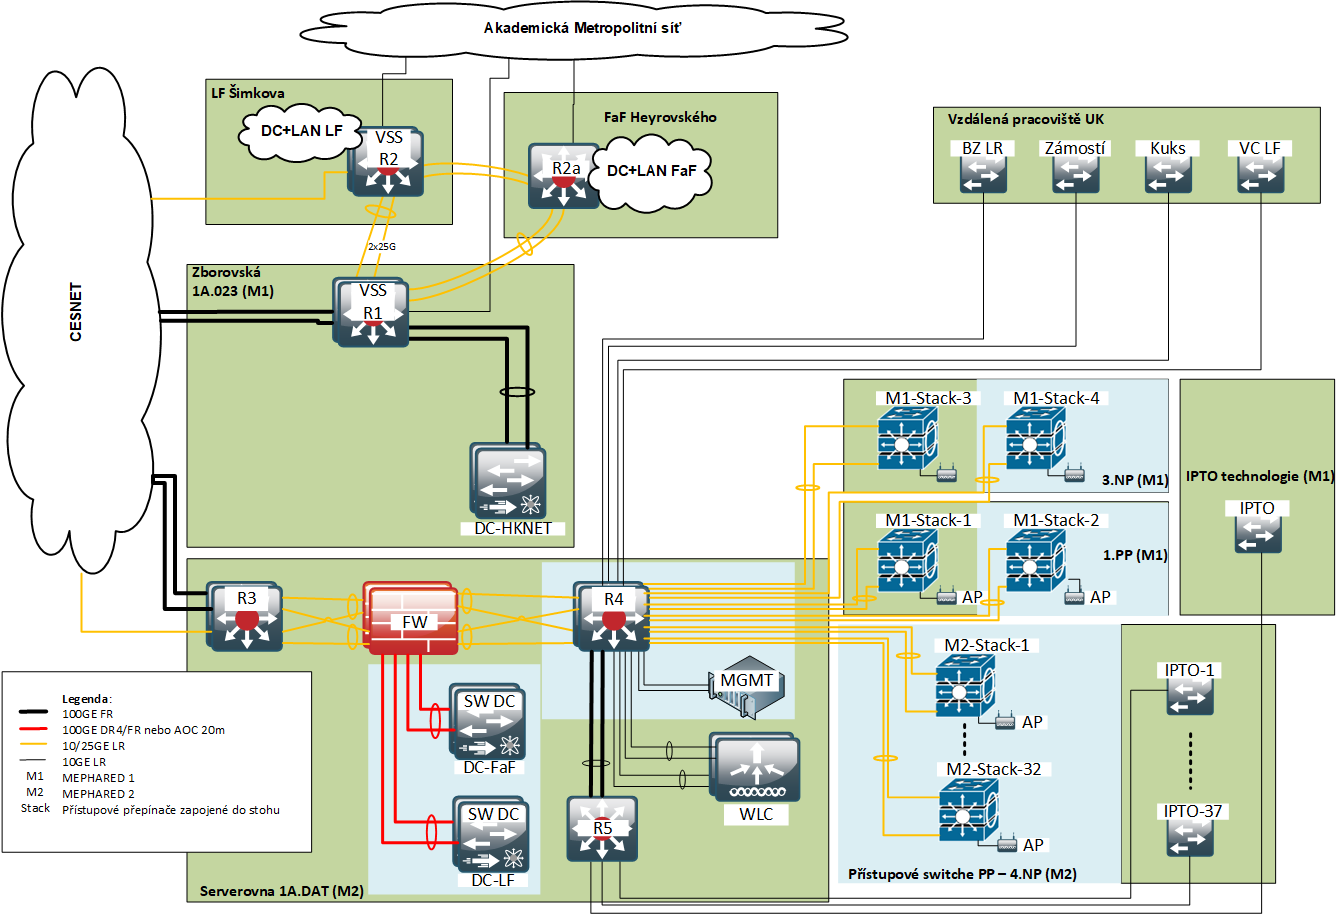 Akademická Metropolitní síť
LF Šimkova
DC+LAN LF
VSS
R2
FaF Heyrovského
R2a
DC+LAN FaF
Vzdálená pracoviště UK
BZ LR
Zámostí
Kuks
VC LF
2x25G
CESNET
Zborovská
1A.023 (M1)
VSS
R1
DC-HKNET
M1-Stack-3
M1-Stack-4
3.NP (M1)
M1-Stack-1
M1-Stack-2
1.PP (M1)
AP
AP
IPTO technologie (M1)
IPTO
R3
FW
R4
MGMT
SW DC
DC-FaF
SW DC
DC-LF
R5
WLC
Serverovna 1A.DAT (M2)
M2-Stack-1
AP
M2-Stack-32
AP
Přístupové switche PP – 4.NP (M2)
IPTO-1
IPTO-37
Legenda:
100GE FR
100GE DR4/FR nebo AOC 20m
10/25GE LR
10GE LR
M1 MEPHARED 1
M2 MEPHARED 2
Stack Přístupové přepínače zapojené do stohu